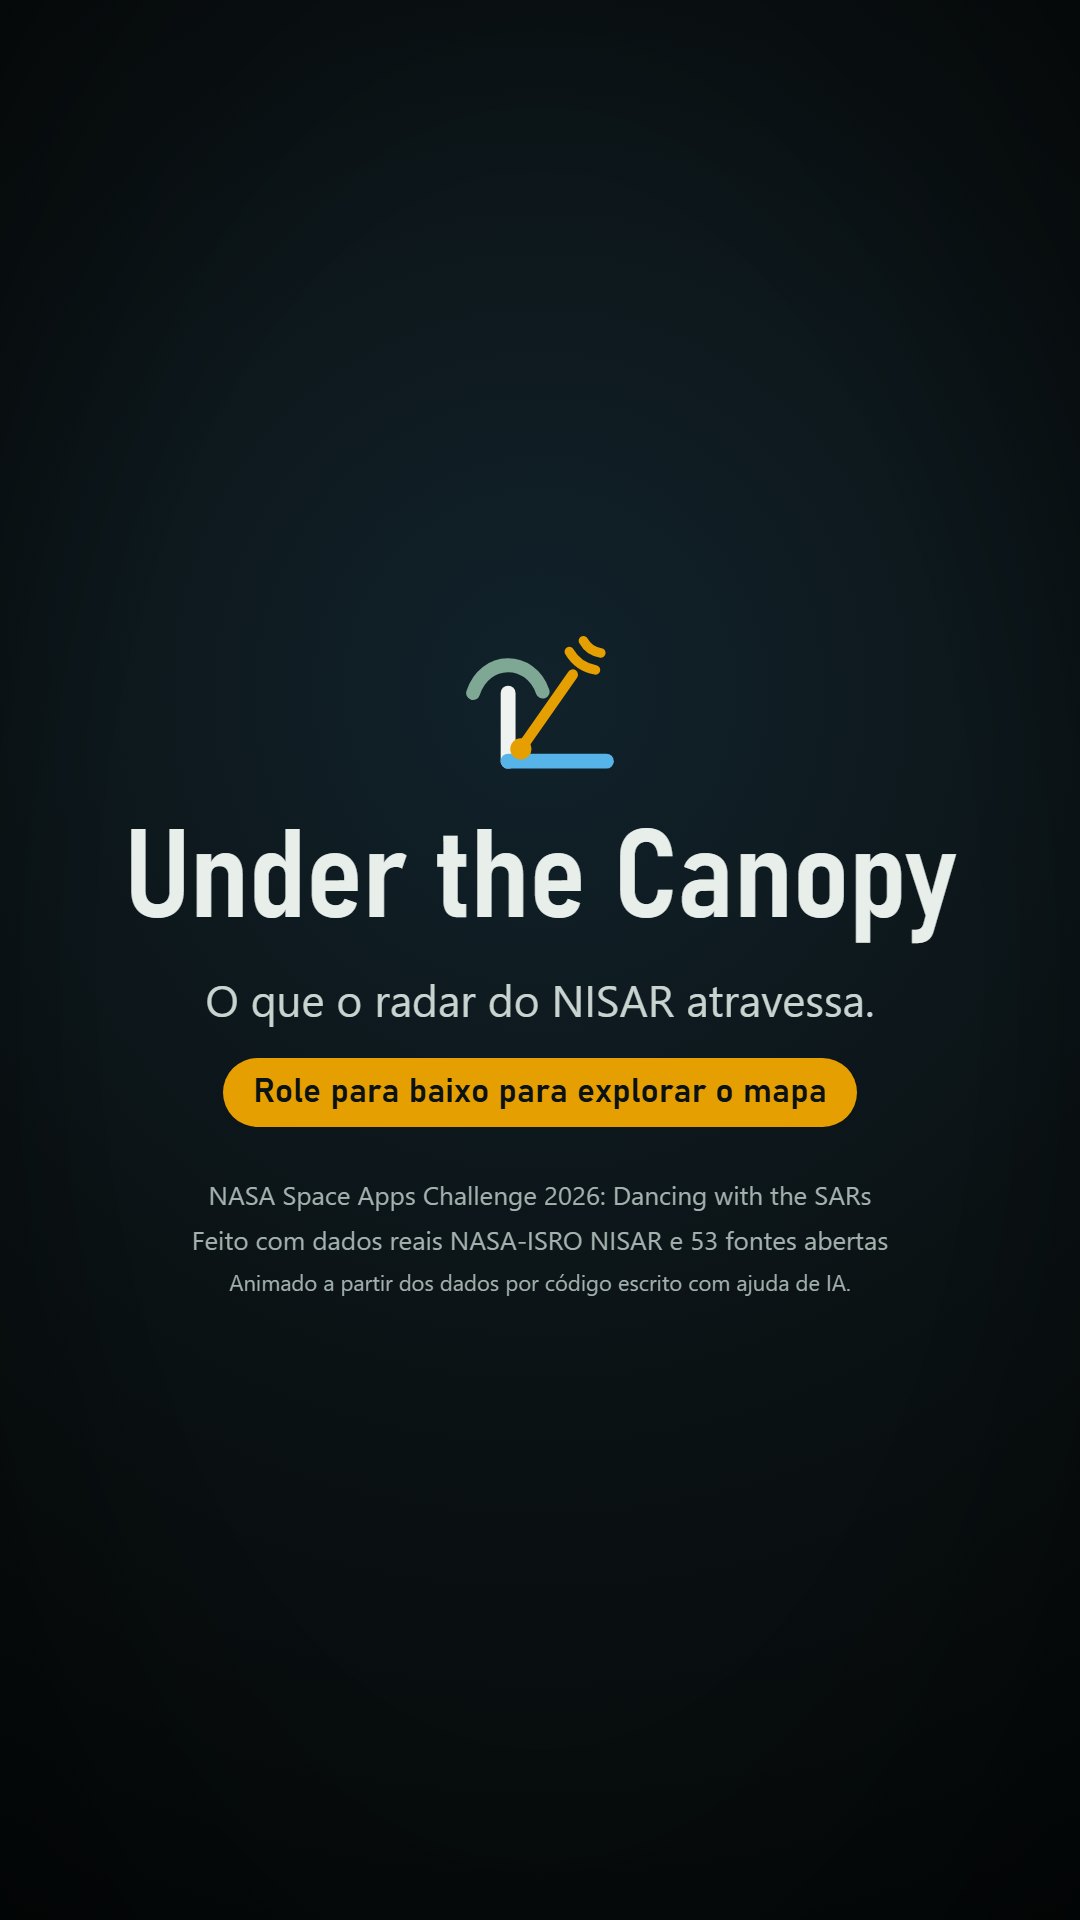 Under the Canopy
O que o radar do NISAR atravessa.
Role para baixo para explorar o mapa
NASA Space Apps Challenge 2026: Dancing with the SARs
Feito com dados reais NASA-ISRO NISAR e 53 fontes abertas
Animado a partir dos dados por código escrito com ajuda de IA.